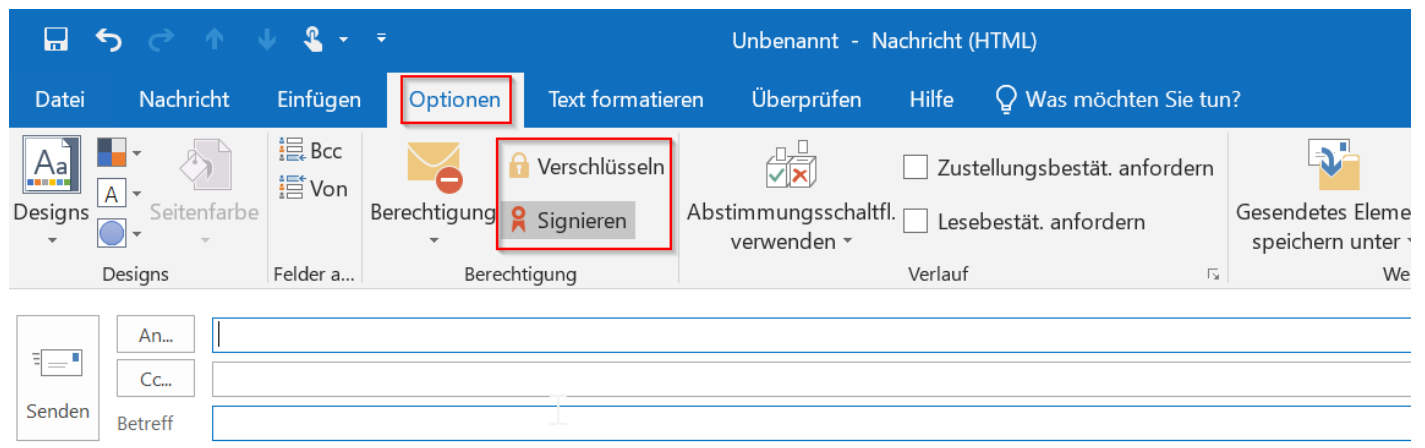 Unbenannt - Nachricht (HTML)
Datei Nachricht Einfügen Optionen Text formatieren Überprüfen Hilfe Was möchten Sie tun?
Aa
Designs
A
Seitenfarbe
Designs
Bcc
Von
Felder a...
Berechtigung
Verschlüsseln
Signieren
Berechtigung
Abstimmungsschaltfl.
verwenden
Zustellungsbestät. anfordern
Lesebestät. anfordern
Verlauf
Gesendetes Eleme
speichern unter
We
Senden
An...
Cc...
Betreff